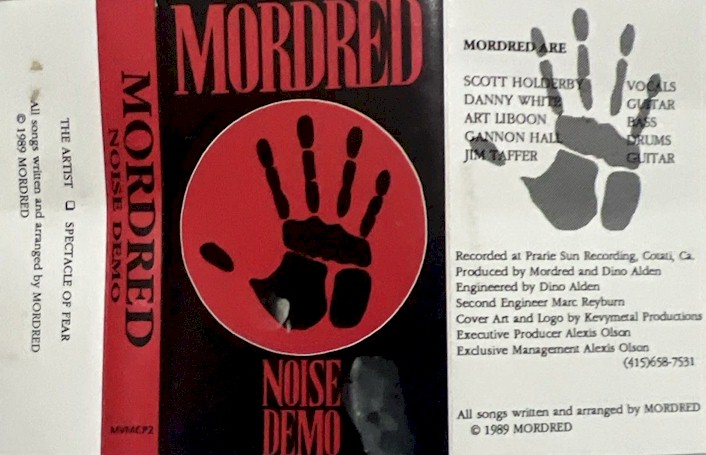 THE ARTIST ❑ SPECTACLE OF FEAR
All songs written and arranged by MORDRED
© 1989 MORDRED
MORDRED
NOISE DEMO
MVMCP2
MORDRED
NOISE
DEMO
MORDRED ARE
SCOTT HOLDERBY VOCALS
DANNY WHITE GUITAR
ART LIBOON BASS
GANNON HALL DRUMS
JIM TAFFER GUITAR
Recorded at Prarie Sun Recording, Cotati, Ca.
Produced by Mordred and Dino Alden
Engineered by Dino Alden
Second Engineer Marc Reyburn
Cover Art and Logo by Kevymetal Productions
Executive Producer Alexis Olson
Exclusive Management Alexis Olson
(415)658-7531
All songs written and arranged by MORDRED
© 1989 MORDRED